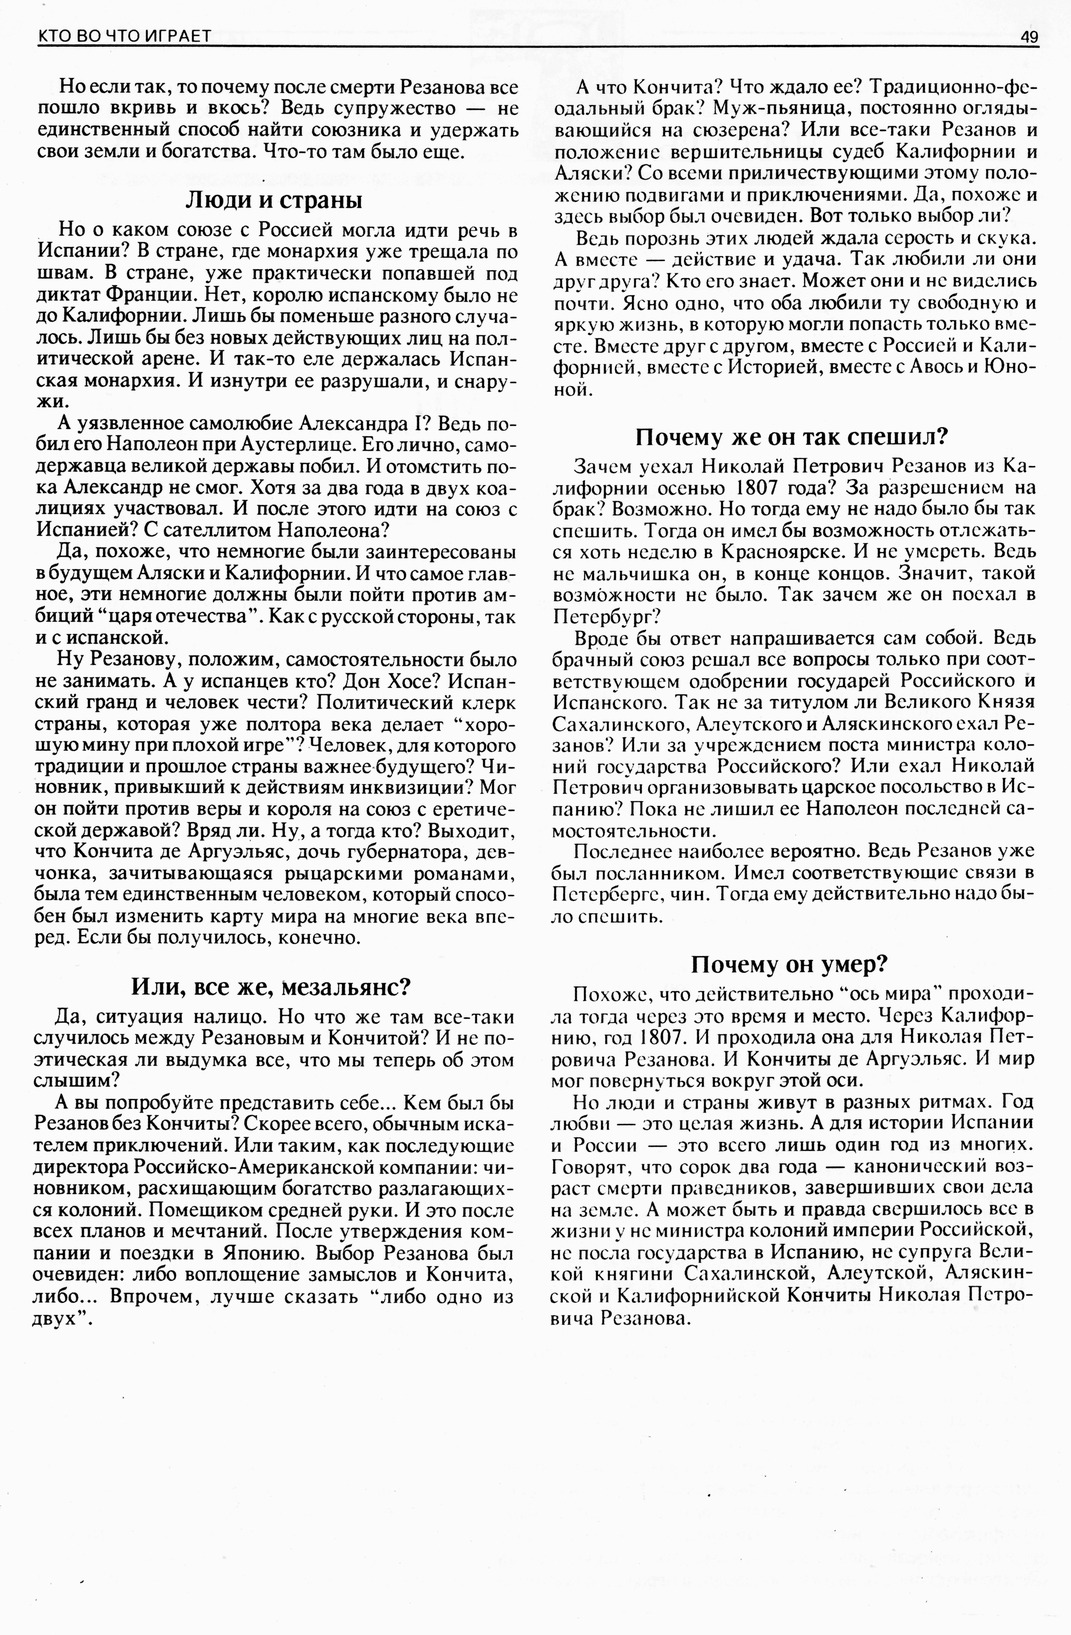 КТО ВО ЧТО ИГРАЕТ
49
Но если так, то почему после смерти Резанова все
пошло вкривь и вкось? Ведь супружество — не
единственный способ найти союзника и удержать
свои земли и богатства. Что-то там было еще.
Люди и страны
Но о каком союзе с Россией могла идти речь в
Испании? В стране, где монархия уже трещала по
швам. В стране, уже практически попавшей под
диктат Франции. Нет, королю испанскому было не
до Калифорнии. Лишь бы поменьше разного случа-
лось. Лишь бы без новых действующих лиц на пол-
итической арене. И так-то еле держалась Испан-
ская монархия. И изнутри ее разрушали, и снару-
жи.
А уязвленное самолюбие Александра I? Ведь по-
бил его Наполеон при Аустерлице. Его лично, само-
державца великой державы побил. И отомстить по-
ка Александр не смог. Хотя за два года в двух коа-
лициях участвовал. И после этого идти на союз с
Испанией? С сателлитом Наполеона?
Да, похоже, что немногие были заинтересованы
в будущем Аляски и Калифорнии. И что самое глав-
ное, эти немногие должны были пойти против ам-
биций “царя отечества”. Как с русской стороны, так
и с испанской.
Ну Резанову, положим, самостоятельности было
не занимать. А у испанцев кто? Дон Хосе? Испан-
ский гранд и человек чести? Политический клерк
страны, которая уже полтора века делает “хоро-
шую мину при плохой игре”? Человек, для которого
традиции и прошлое страны важнее будущего? Чи-
новник, привыкший к действиям инквизиции? Мог
он пойти против веры и короля на союз с еретиче-
ской державой? Вряд ли. Ну, а тогда кто? Выходит,
что Кончита де Аргуэльяс, дочь губернатора, дев-
чонка, зачитывающаяся рыцарскими романами,
была тем единственным человеком, который спосо-
бен был изменить карту мира на многие века впе-
ред. Если бы получилось, конечно.
Или, все же, мезальянс?
Да, ситуация налицо. Но что же там все-таки
случилось между Резановым и Кончитой? И не по-
этическая ли выдумка все, что мы теперь об этом
слышим?
А вы попробуйте представить себе... Кем был бы
Резанов без Кончиты? Скорее всего, обычным иска-
телем приключений. Или таким, как последующие
директора Российско-Американской компании: чи-
новником, расхищающим богатство разлагающих-
ся колоний. Помещиком средней руки. И это после
всех планов и мечтаний. После утверждения ком-
пании и поездки в Японию. Выбор Резанова был
очевиден: либо воплощение замыслов и Кончита,
либо... Впрочем, лучше сказать “либо одно из
двух”.
А что Кончита? Что ждало ее? Традиционно-фе-
одальный брак? Муж-пьяница, постоянно огляды-
вающийся на сюзерена? Или все-таки Резанов и
положение вершительницы судеб Калифорнии и
Аляски? Со всеми приличествующими этому поло-
жению подвигами и приключениями. Да, похоже и
здесь выбор был очевиден. Вот только выбор ли?
Ведь порознь этих людей ждала серость и скука.
А вместе — действие и удача. Так любили ли они
друг друга? Кто его знает. Может они и не виделись
почти. Ясно одно, что оба любили ту свободную и
яркую жизнь, в которую могли попасть только вме-
сте. Вместе друг с другом, вместе с Россией и Кали-
форнией, вместе с Историей, вместе с Авось и Юно-
ной.
Почему же он так спешил?
Зачем уехал Николай Петрович Резанов из Ка-
лифорнии осенью 1807 года? За разрешением на
брак? Возможно. Но тогда ему не надо было бы так
спешить. Тогда он имел бы возможность отлежать-
ся хоть неделю в Красноярске. И не умереть. Ведь
не мальчишка он, в конце концов. Значит, такой
возможности не было. Так зачем же он поехал в
Петербург?
Вроде бы ответ напрашивается сам собой. Ведь
брачный союз решал все вопросы только при соот-
ветствующем одобрении государей Российского и
Испанского. Так не за титулом ли Великого Князя
Сахалинского, Алеутского и Аляскинского ехал Ре-
занов? Или за учреждением поста министра коло-
ний государства Российского? Или ехал Николай
Петрович организовывать царское посольство в Ис-
панию? Пока не лишил ее Наполеон последней са-
мостоятельности.
Последнее наиболее вероятно. Ведь Резанов уже
был посланником. Имел соответствующие связи в
Петерберге, чин. Тогда ему действительно надо бы-
ло спешить.
Почему он умер?
Похоже, что действительно “ось мира” проходи-
ла тогда через это время и место. Через Калифор-
нию, год 1807. И проходила она для Николая Пет-
ровича Резанова. И Кончиты де Аргуэльяс. И мир
мог повернуться вокруг этой оси.
Но люди и страны живут в разных ритмах. Год
любви — это целая жизнь. А для истории Испании
и России — это всего лишь один год из многих.
Говорят, что сорок два года — канонический воз-
раст смерти праведников, завершивших свои дела
на земле. А может быть и правда свершилось все в
жизни у не министра колоний империи Российской,
не посла государства в Испанию, не супруга Вели-
кой княгини Сахалинской, Алеутской, Аляскин-
ской и Калифорнийской Кончиты Николая Петро-
вича Резанова.